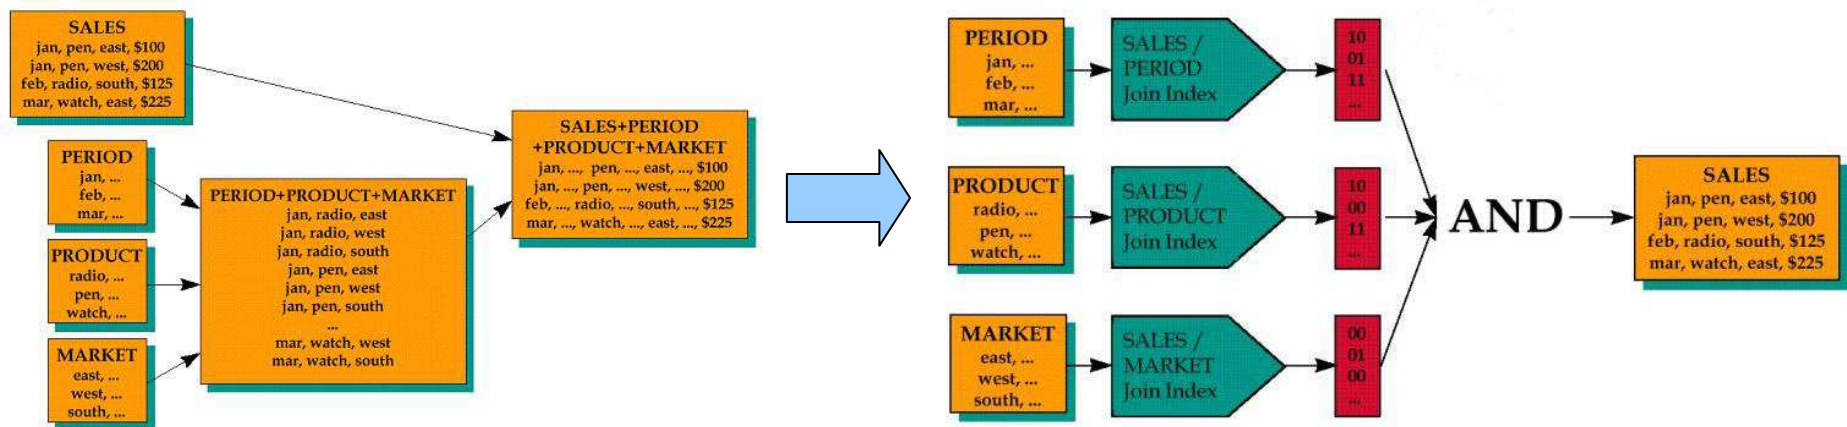 SALES
jan, pen, east, $100
jan, pen, west, $200
feb, radio, south, $125
mar, watch, east, $225
PERIOD
jan, ...
feb, ...
mar, ...
PRODUCT
radio, ...
pen, ...
watch, ...
MARKET
east, ...
west, ...
south, ...
PERIOD+PRODUCT+MARKET
jan, radio, east
jan, radio, west
jan, radio, south
jan, pen, east
jan, pen, west
jan, pen, south
...
mar, watch, west
mar, watch, south
SALES+PERIOD
+PRODUCT+MARKET
jan, ..., pen, ..., east, ..., $100
jan, ..., pen, ..., west, ..., $200
feb, ..., radio, ..., south, ..., $125
mar, ..., watch, ..., east, ..., $225
PERIOD
jan, ...
feb, ...
mar, ...
SALES /
PERIOD
Join Index
10
01
11
...
PRODUCT
radio, ...
pen, ...
watch, ...
SALES /
PRODUCT
Join Index
10
00
11
...
MARKET
east, ...
west, ...
south, ...
SALES /
MARKET
Join Index
00
01
00
...
AND
SALES
jan, pen, east, $100
jan, pen, west, $200
feb, radio, south, $125
mar, watch, east, $225